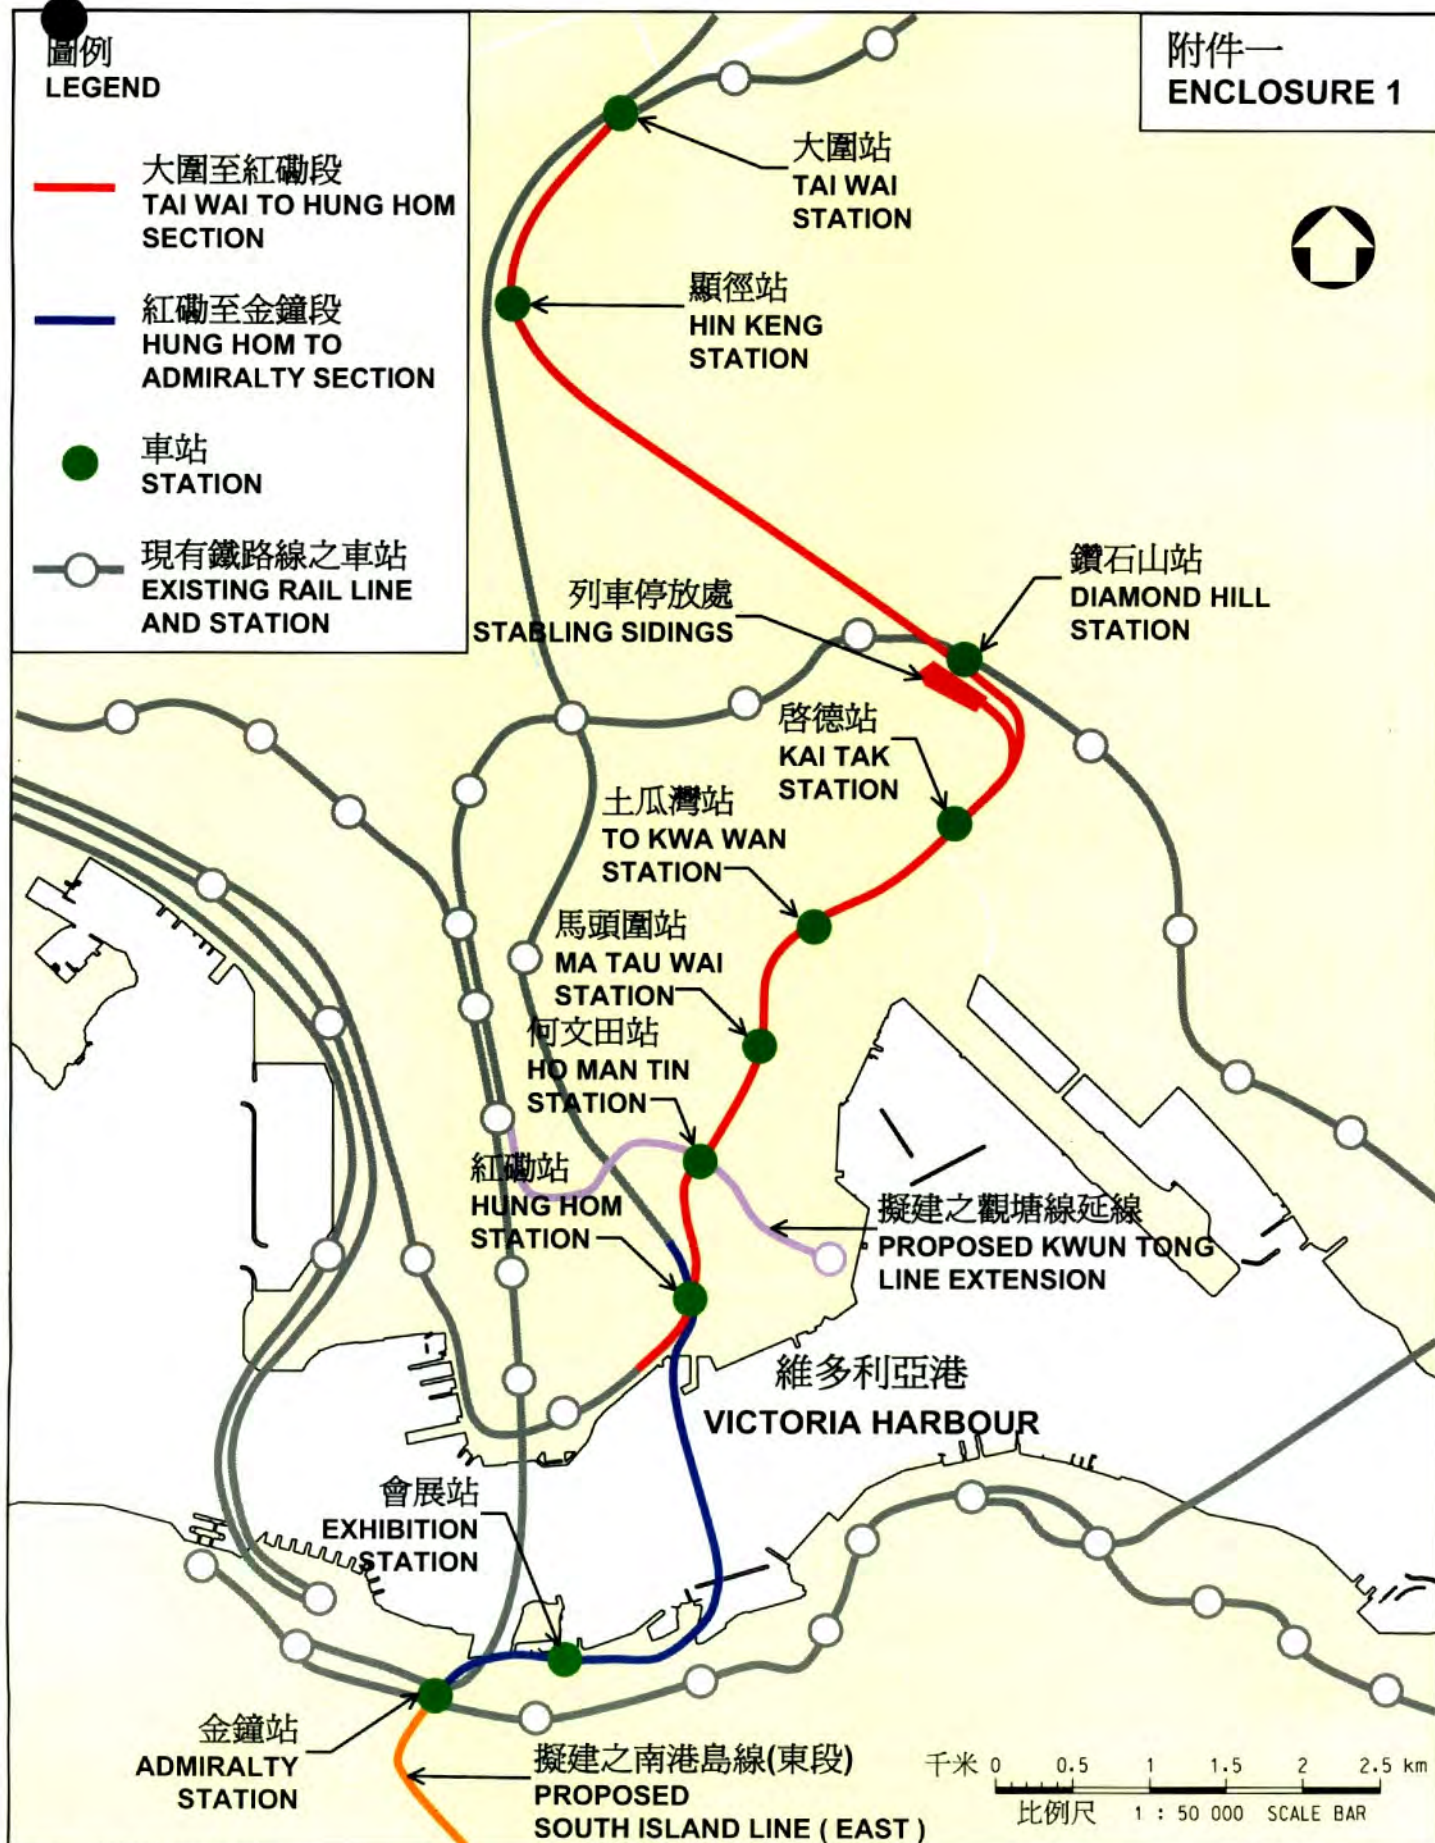 圖例
LEGEND
大圍至紅磡段
TAI WAI TO HUNG HOM
SECTION
紅磡至金鐘段
HUNG HOM TO
ADMIRALTY SECTION
車站
STATION
現有鐵路線之車站
EXISTING RAIL LINE
AND STATION
附件一
ENCLOSURE 1
大圍站
TAI WAI
STATION
顯徑站
HIN KENG
STATION
鑽石山站
DIAMOND HILL
STATION
列車停放處
STABLING SIDINGS
啓德站
KAI TAK
STATION
土瓜灣站
TO KWA WAN
STATION
馬頭圍站
MA TAU WAI
STATION
何文田站
HO MAN TIN
STATION
紅磡站
HUNG HOM
STATION
擬建之觀塘線延線
PROPOSED KWUN TONG
LINE EXTENSION
維多利亞港
VICTORIA HARBOUR
會展站
EXHIBITION
STATION
金鐘站
ADMIRALTY
STATION
擬建之南港島線(東段)
PROPOSED
SOUTH ISLAND LINE ( EAST )
千米 0 0.5 1 1.5 2 2.5 km
比例尺 1 : 50 000 SCALE BAR